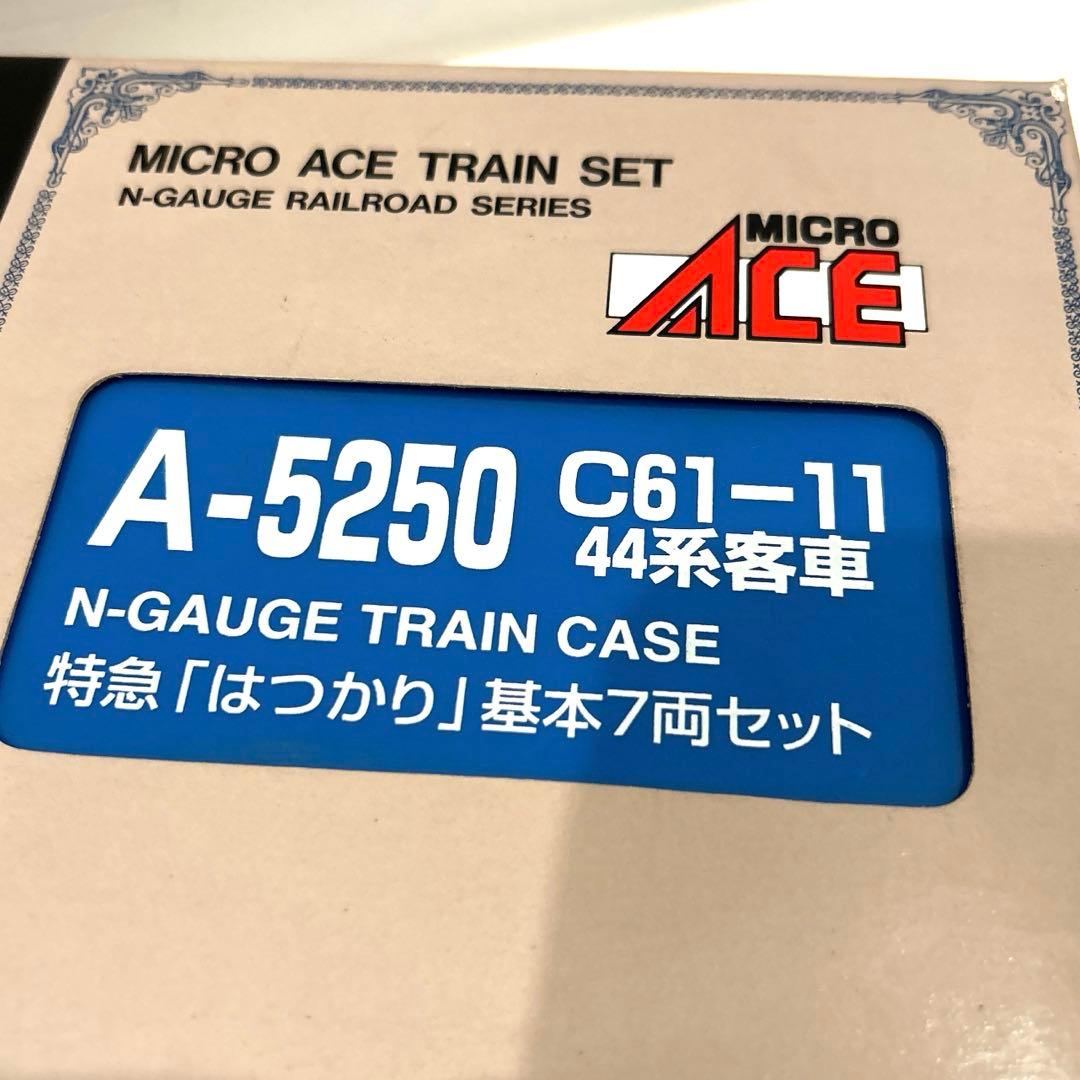 MICRO ACE TRAIN SET
N-GAUGE RAILROAD SERIES
MICRO
ACE
A-5250 C61-11
44系客車
N-GAUGE TRAIN CASE
特急「はつかり」基本7両セット